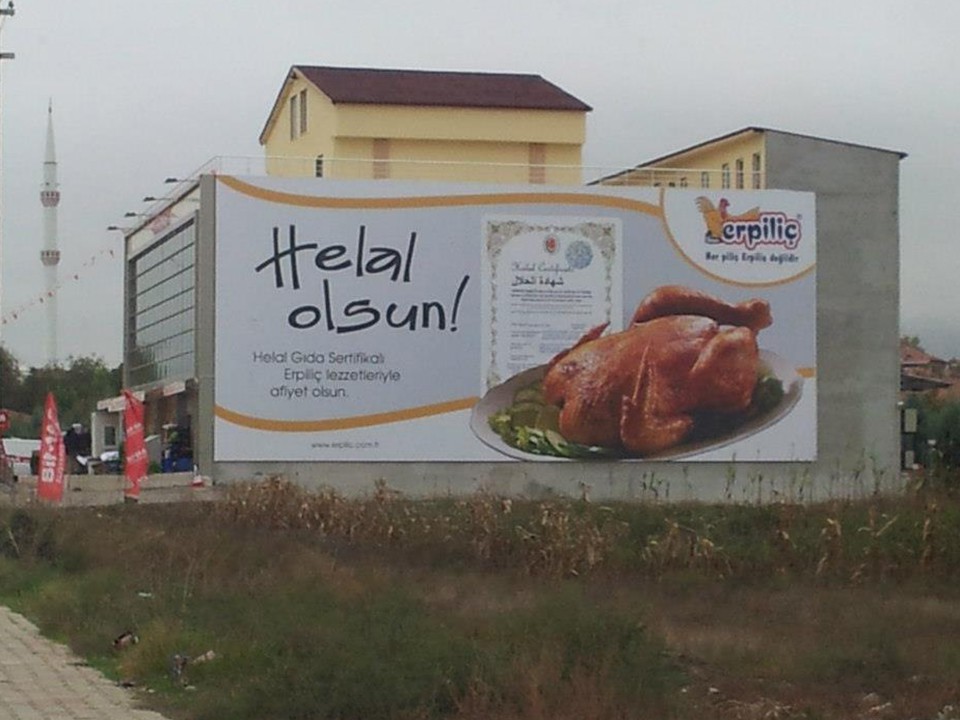 Helal
olsun!
Helal Gıda Sertifikalı
Erpiliç lezzetleriyle
afiyet olsun.
www.erpilic.com.tr
Helal Certificate
شهادة الحلال
erpiliç
Her piliç Erpiliç değildir